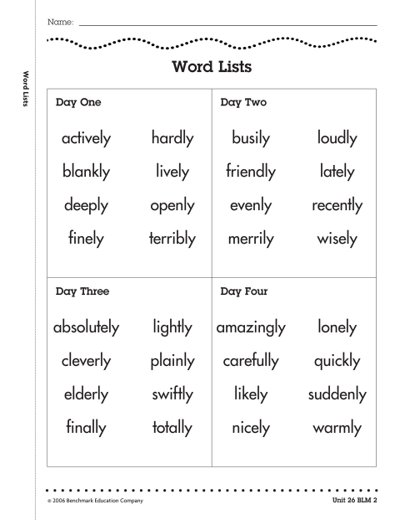 Name:
Word Lists
Word Lists
Day One
actively hardly
blankly lively
deeply openly
finely terribly
Day Two
busily loudly
friendly lately
evenly recently
merrily wisely
Day Three
absolutely lightly
cleverly plainly
elderly swiftly
finally totally
Day Four
amazingly lonely
carefully quickly
likely suddenly
nicely warmly
© 2006 Benchmark Education Company
Unit 26 BLM 2